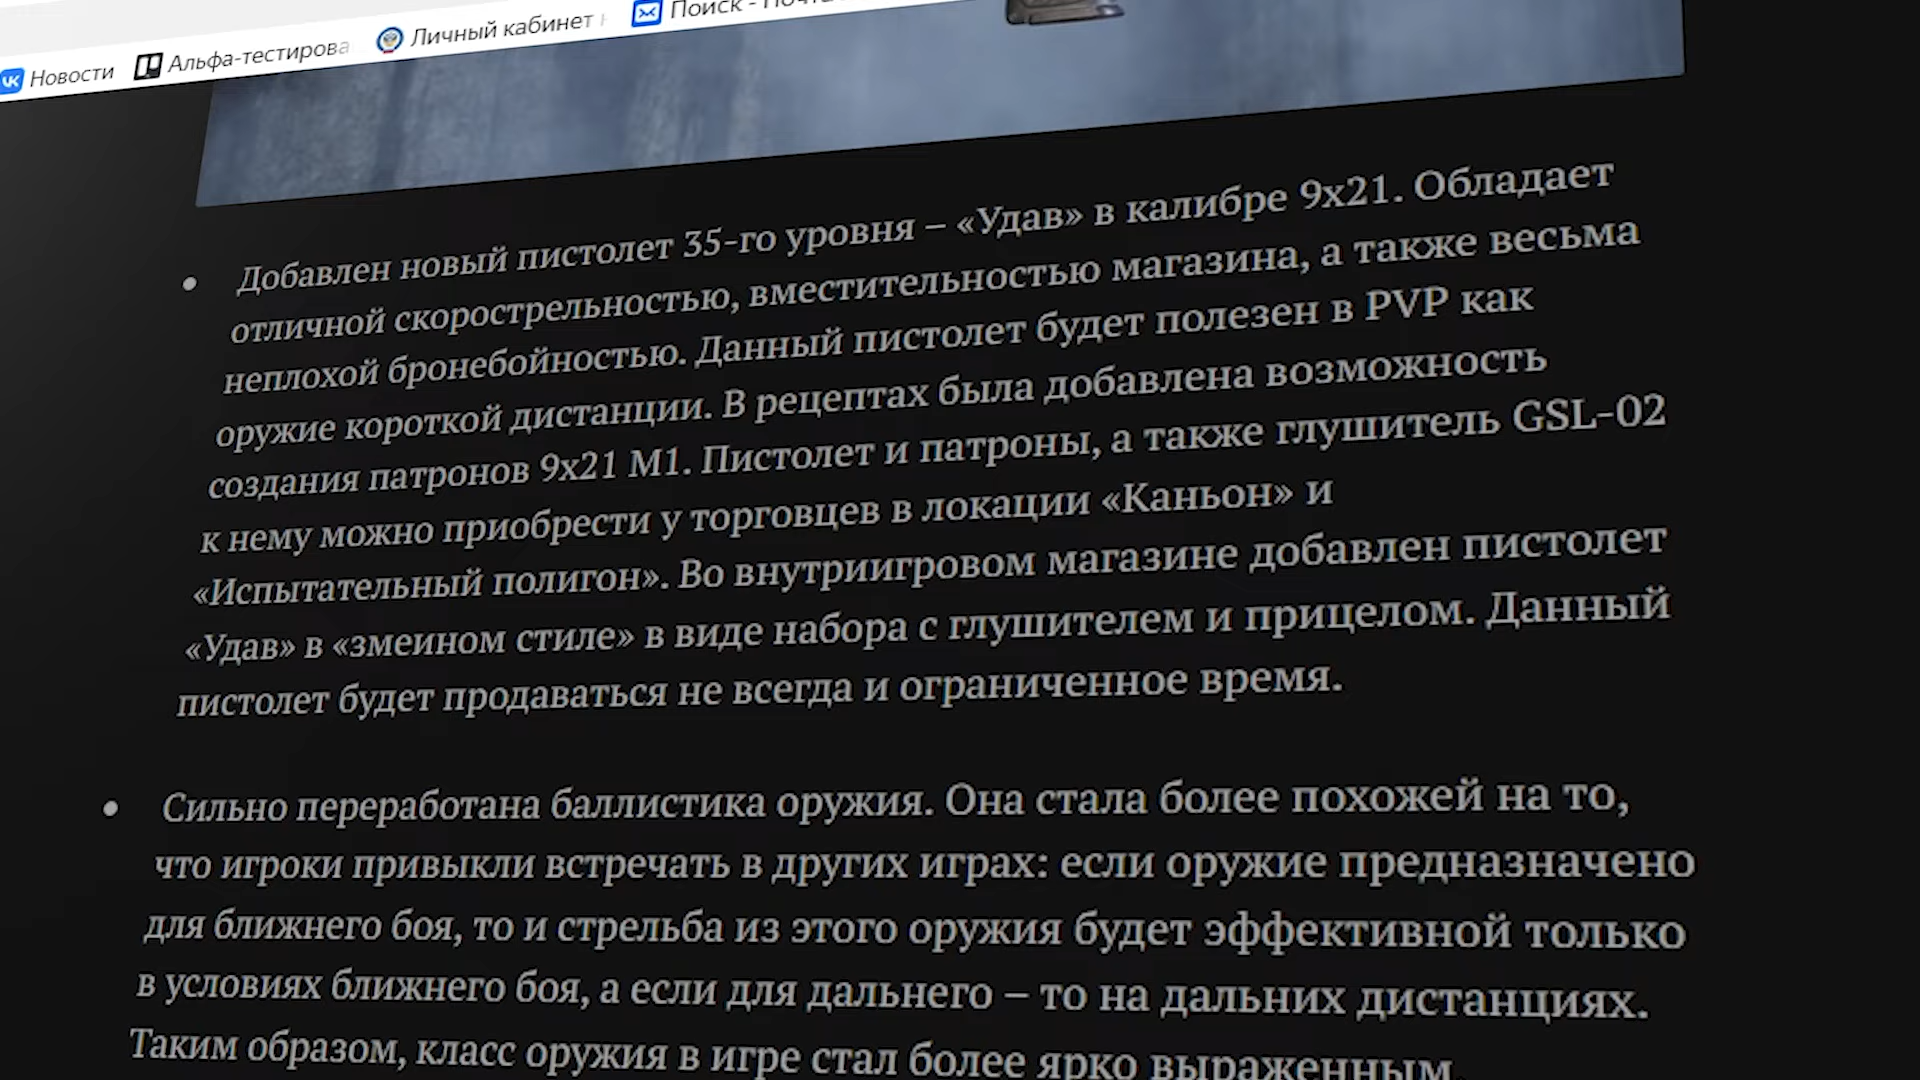 Новости
Альфа-тестирова
Личный кабинет
Поиск - Почта
Добавлен новый пистолет 35-го уровня – «Удав» в калибре 9х21. Обладает
отличной скорострельностью, вместительностью магазина, а также весьма
неплохой бронебойностью. Данный пистолет будет полезен в PVP как
оружие короткой дистанции. В рецептах была добавлена возможность
создания патронов 9х21 М1. Пистолет и патроны, а также глушитель GSL-02
к нему можно приобрести у торговцев в локации «Каньон» и
«Испытательный полигон». Во внутриигровом магазине добавлен пистолет
«Удав» в «змеином стиле» в виде набора с глушителем и прицелом. Данный
пистолет будет продаваться не всегда и ограниченное время.
Сильно переработана баллистика оружия. Она стала более похожей на то,
что игроки привыкли встречать в других играх: если оружие предназначено
для ближнего боя, то и стрельба из этого оружия будет эффективной только
в условиях ближнего боя, а если для дальнего – то на дальних дистанциях.
Таким образом, класс оружия в игре стал более ярко выраженным.